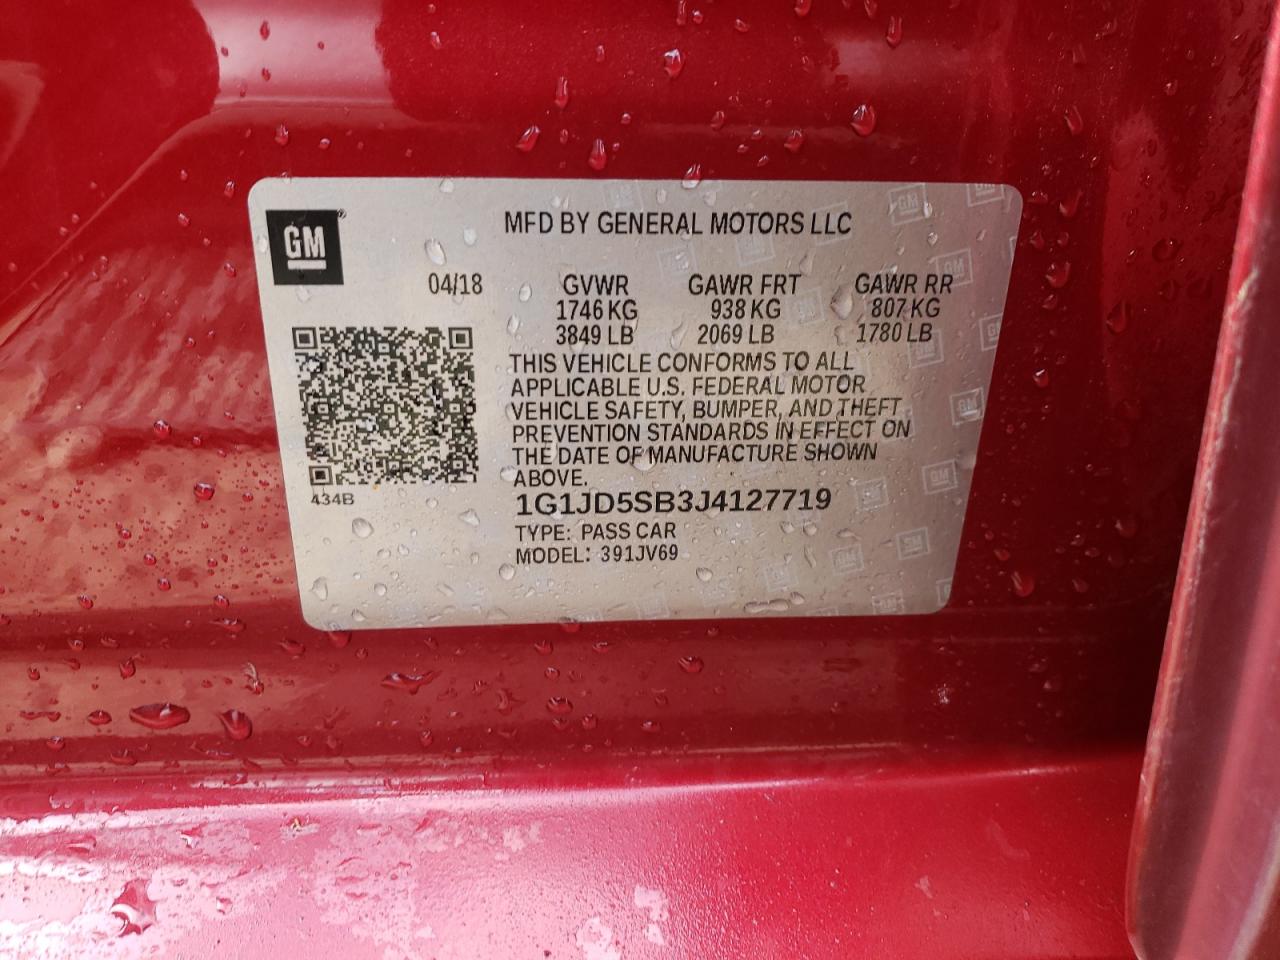 GM
MFD BY GENERAL MOTORS LLC
04/18 GVWR GAWR FRT GAWR RR
1746 KG 938 KG 807 KG
3849 LB 2069 LB 1780 LB
THIS VEHICLE CONFORMS TO ALL
APPLICABLE U.S. FEDERAL MOTOR
VEHICLE SAFETY, BUMPER, AND THEFT
PREVENTION STANDARDS IN EFFECT ON
THE DATE OF MANUFACTURE SHOWN
ABOVE.
434B
1G1JD5SB3J4127719
TYPE: PASS CAR
MODEL: 391JV69